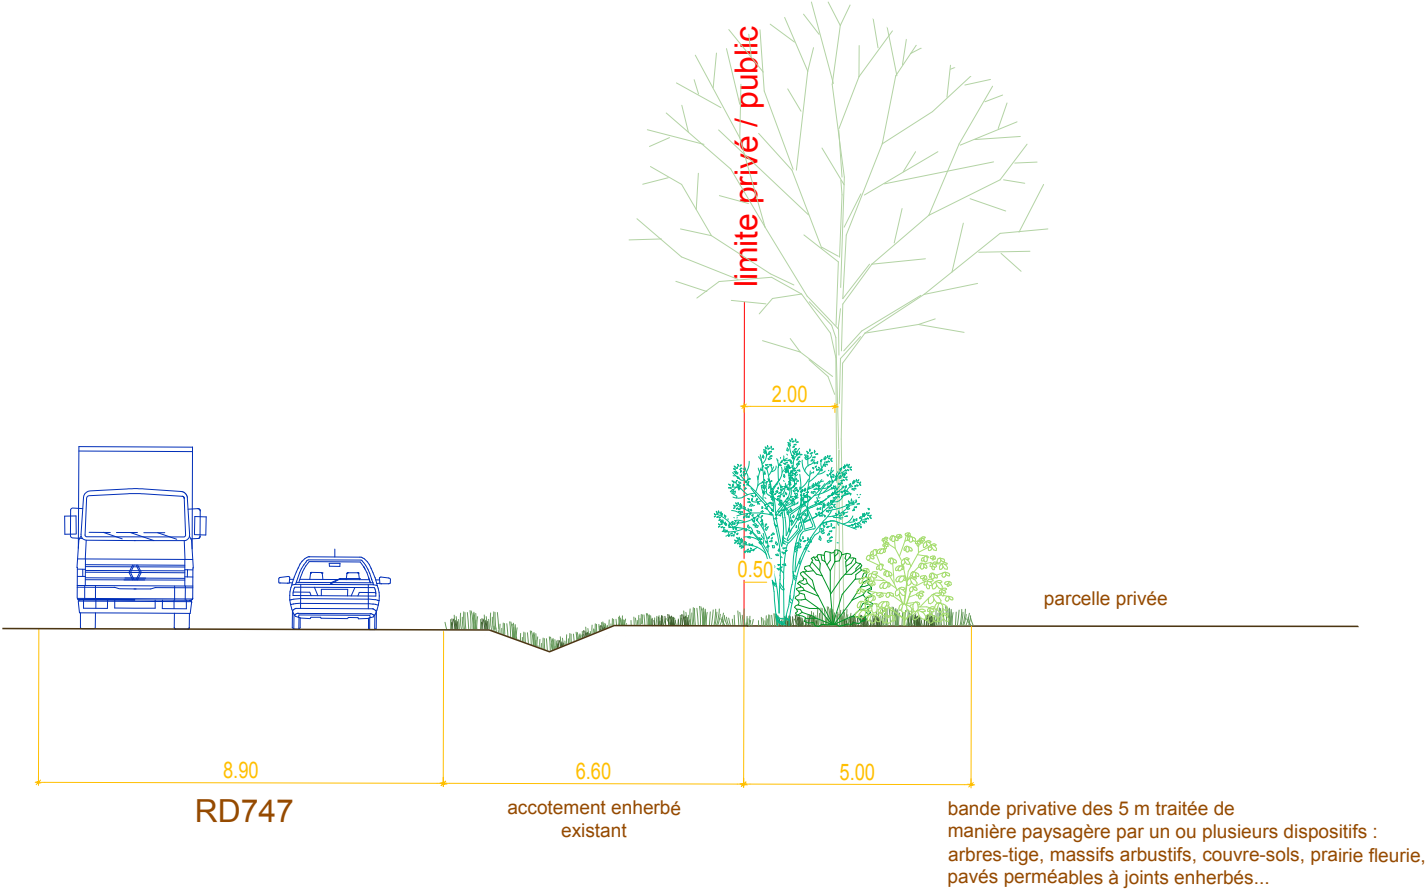 limite privé / public
2.00
0.50
parcelle privée
8.90
6.60
5.00
RD747
accotement enherbé
existant
bande privative des 5 m traitée de
manière paysagère par un ou plusieurs dispositifs :
arbres-tige, massifs arbustifs, couvre-sols, prairie fleurie,
pavés perméables à joints enherbés...